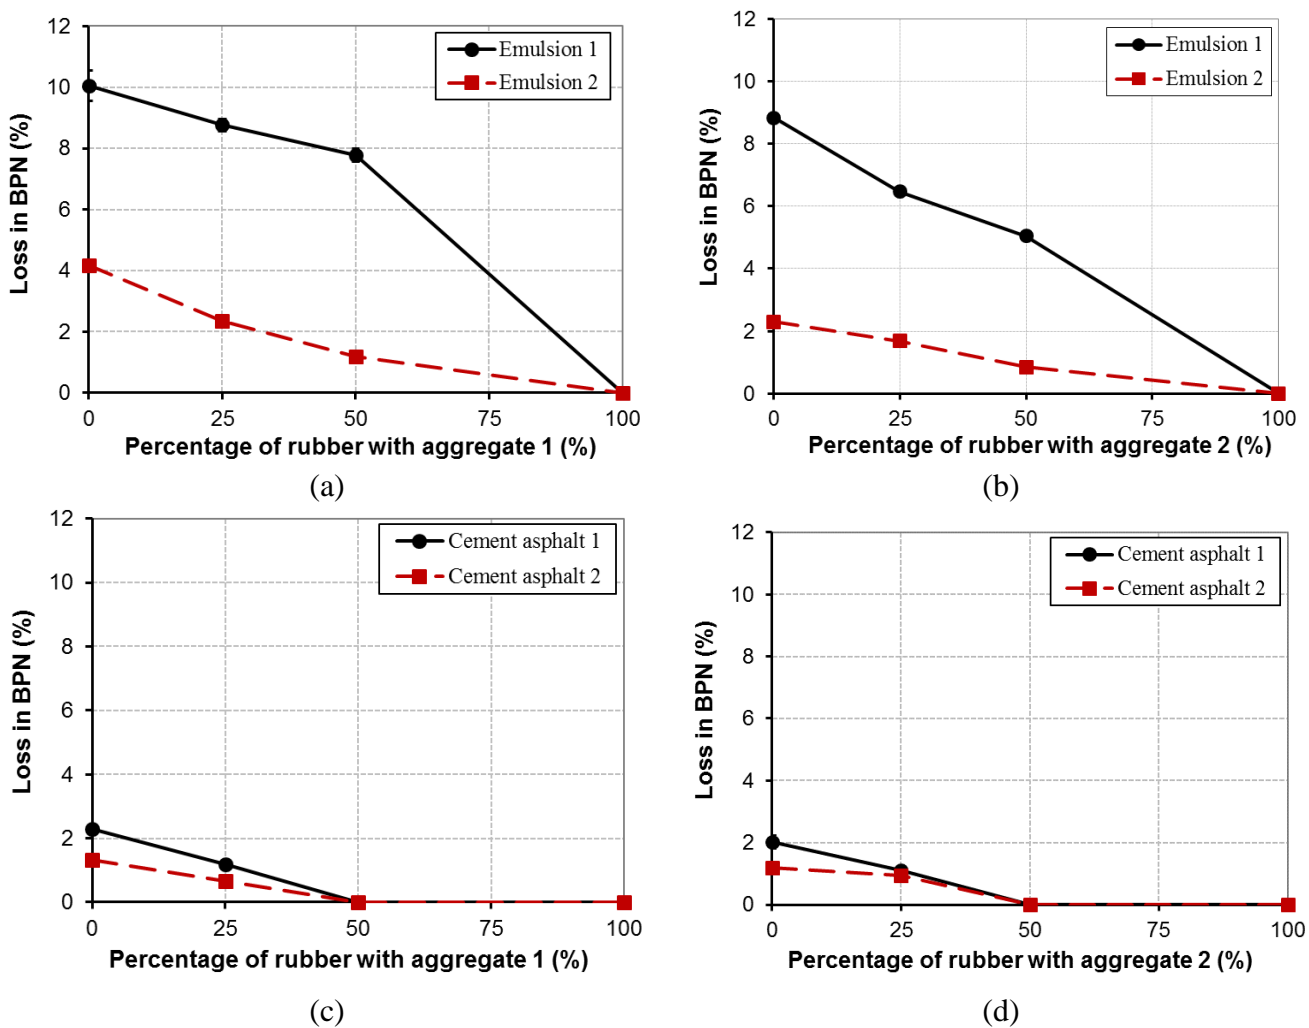 12
10
8
6
4
2
0
Loss in BPN (%)
Emulsion 1
Emulsion 2
0 25 50 75 100
Percentage of rubber with aggregate 1 (%)
(a)
12
10
8
6
4
2
0
Loss in BPN (%)
Emulsion 1
Emulsion 2
0 25 50 75 100
Percentage of rubber with aggregate 2 (%)
(b)
12
10
8
6
4
2
0
Loss in BPN (%)
Cement asphalt 1
Cement asphalt 2
0 25 50 75 100
Percentage of rubber with aggregate 1 (%)
(c)
12
10
8
6
4
2
0
Loss in BPN (%)
Cement asphalt 1
Cement asphalt 2
0 25 50 75 100
Percentage of rubber with aggregate 2 (%)
(d)